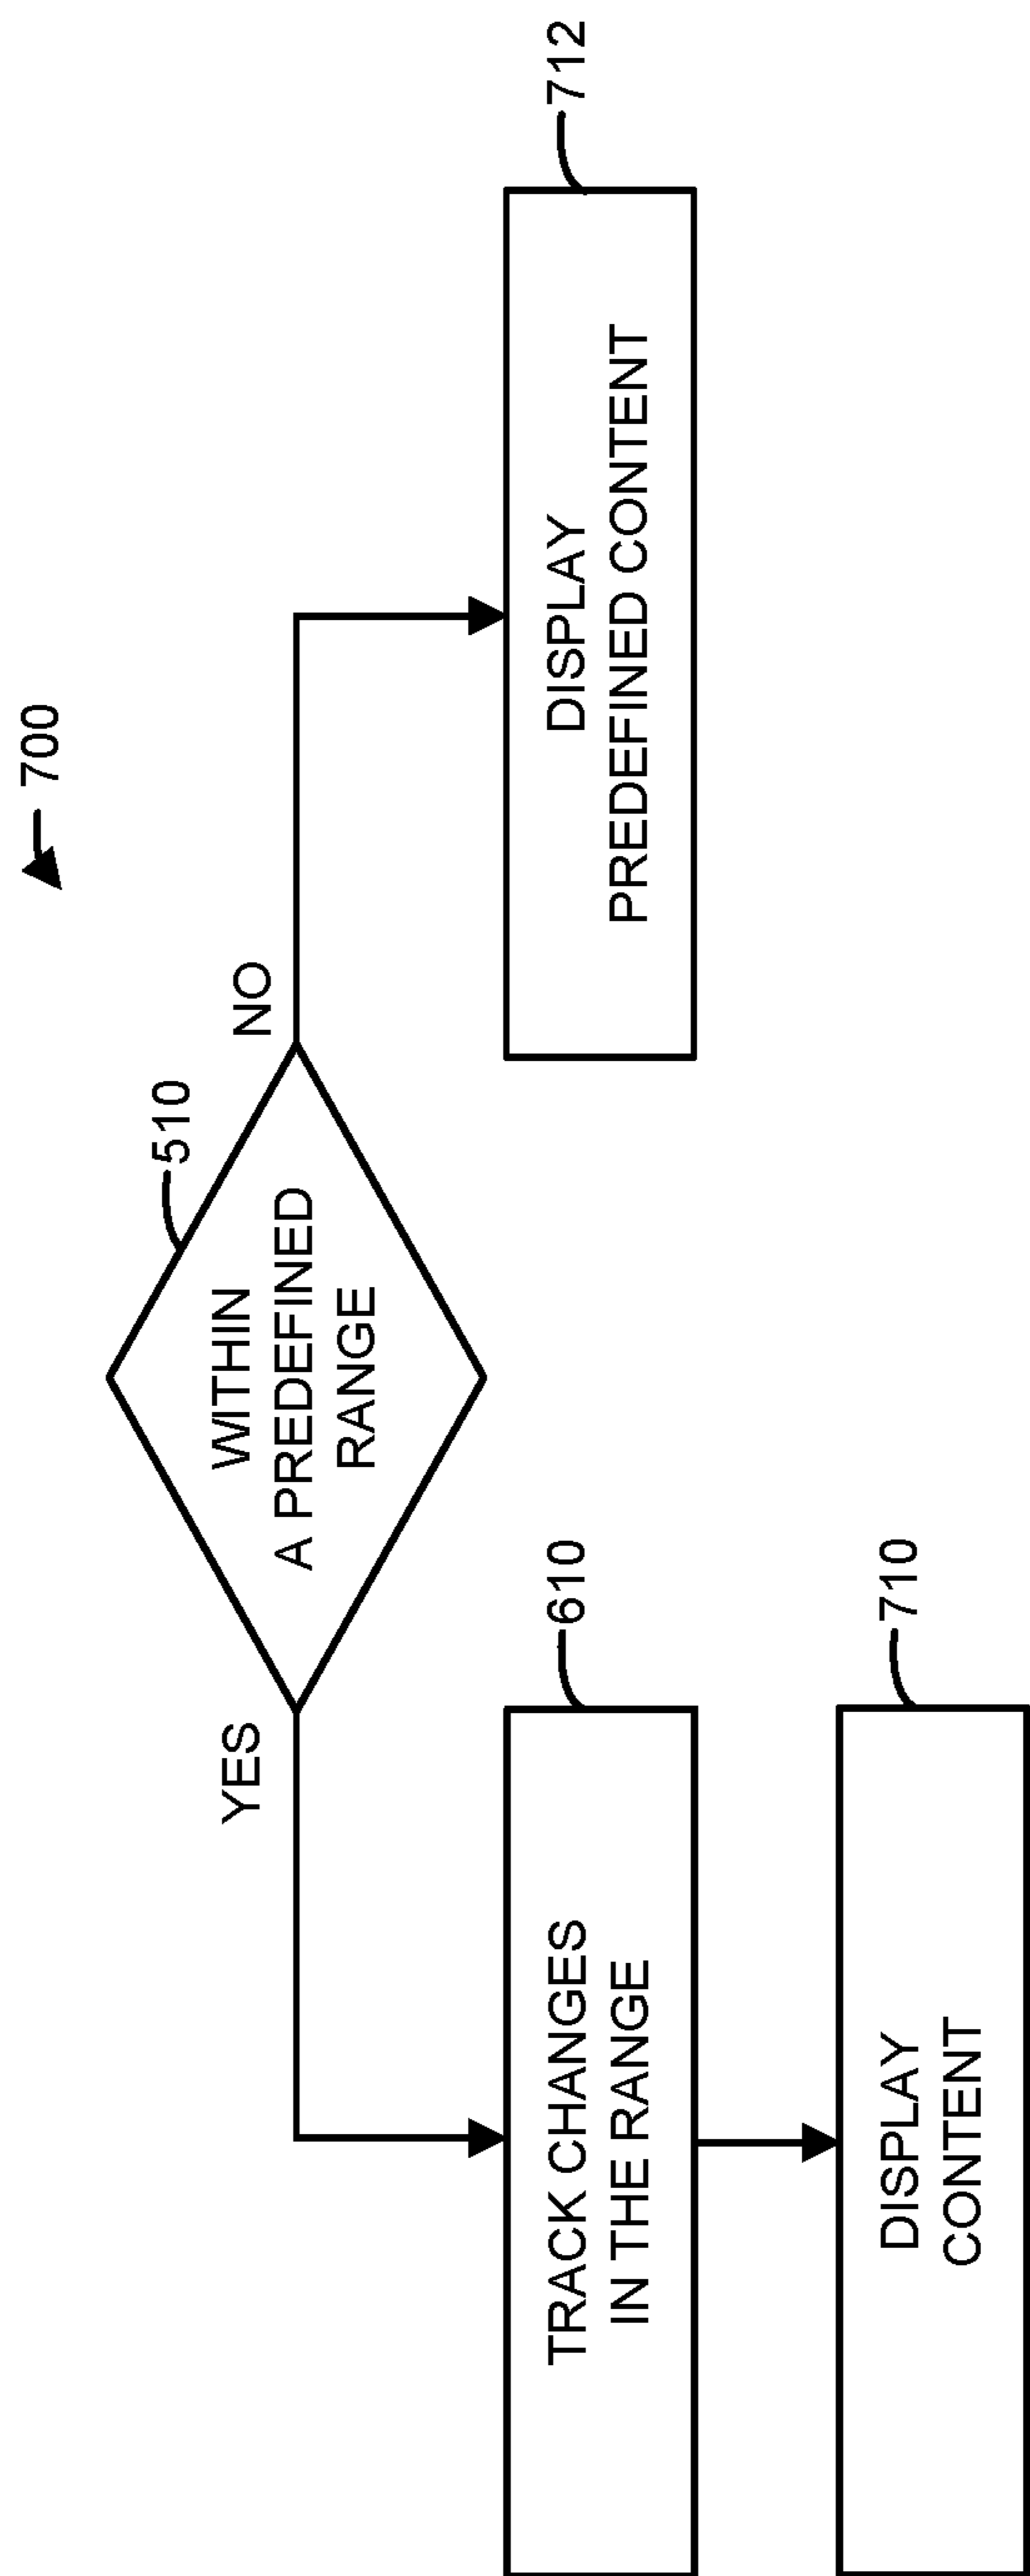 700
510
WITHIN
A PREDEFINED
RANGE
YES
NO
610
TRACK CHANGES
IN THE RANGE
712
DISPLAY
PREDEFINED CONTENT
710
DISPLAY
CONTENT